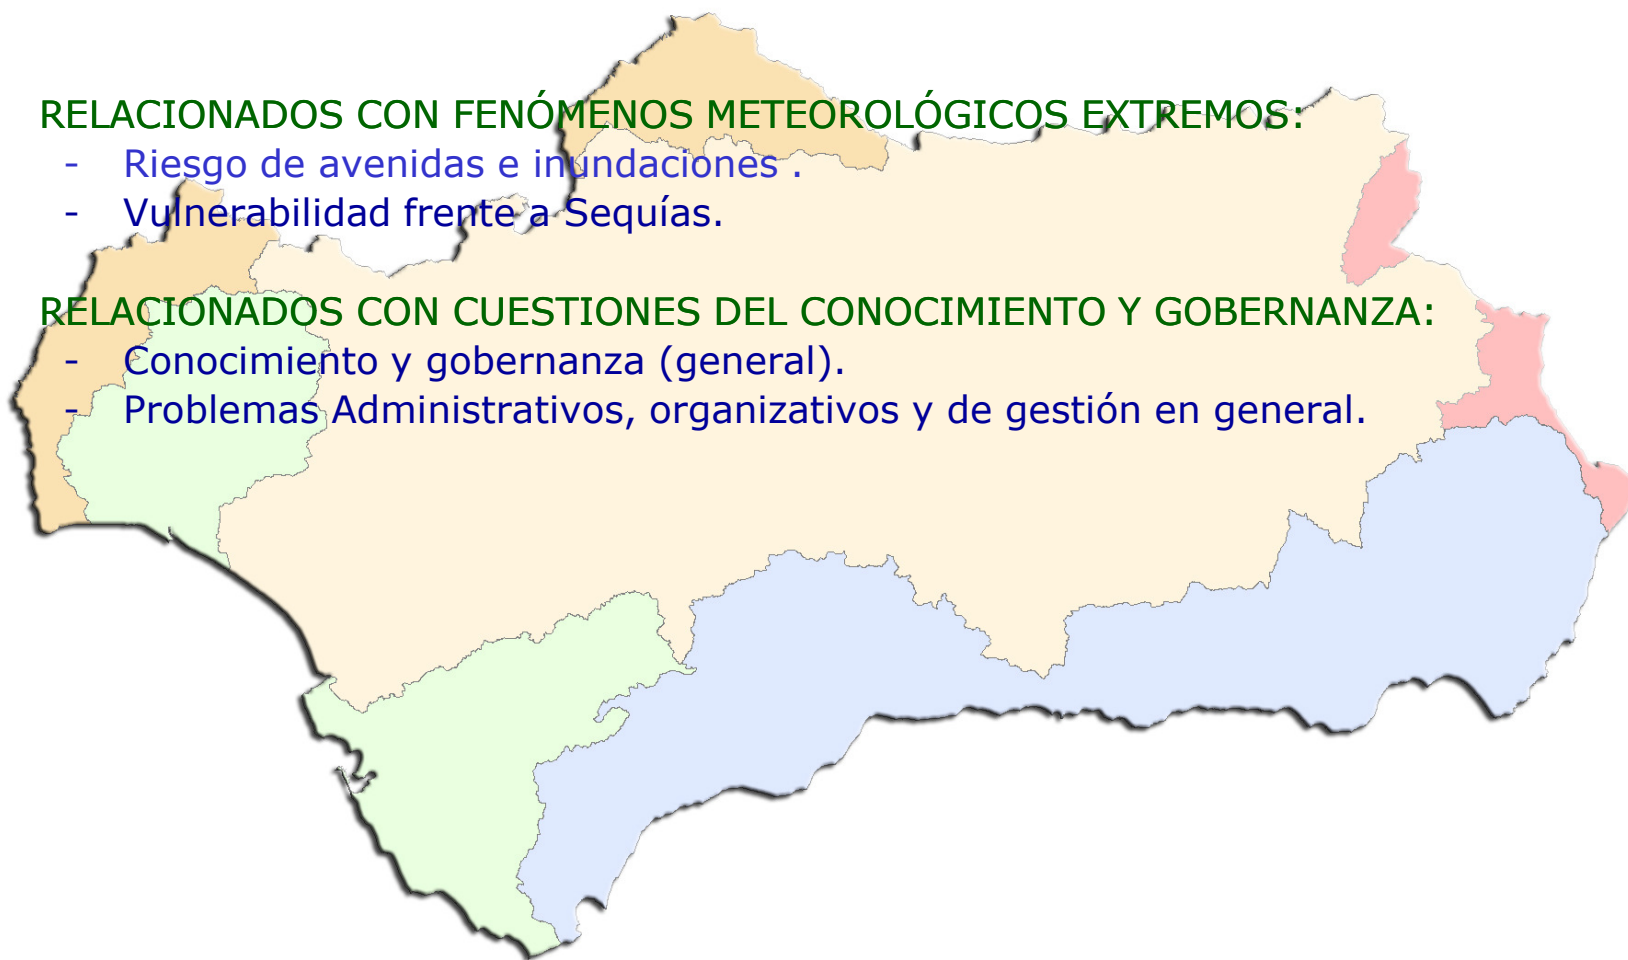 RELACIONADOS CON FENÓMENOS METEOROLÓGICOS EXTREMOS:
- Riesgo de avenidas e inundaciones .
- Vulnerabilidad frente a Sequías.
RELACIONADOS CON CUESTIONES DEL CONOCIMIENTO Y GOBERNANZA:
- Conocimiento y gobernanza (general).
- Problemas Administrativos, organizativos y de gestión en general.